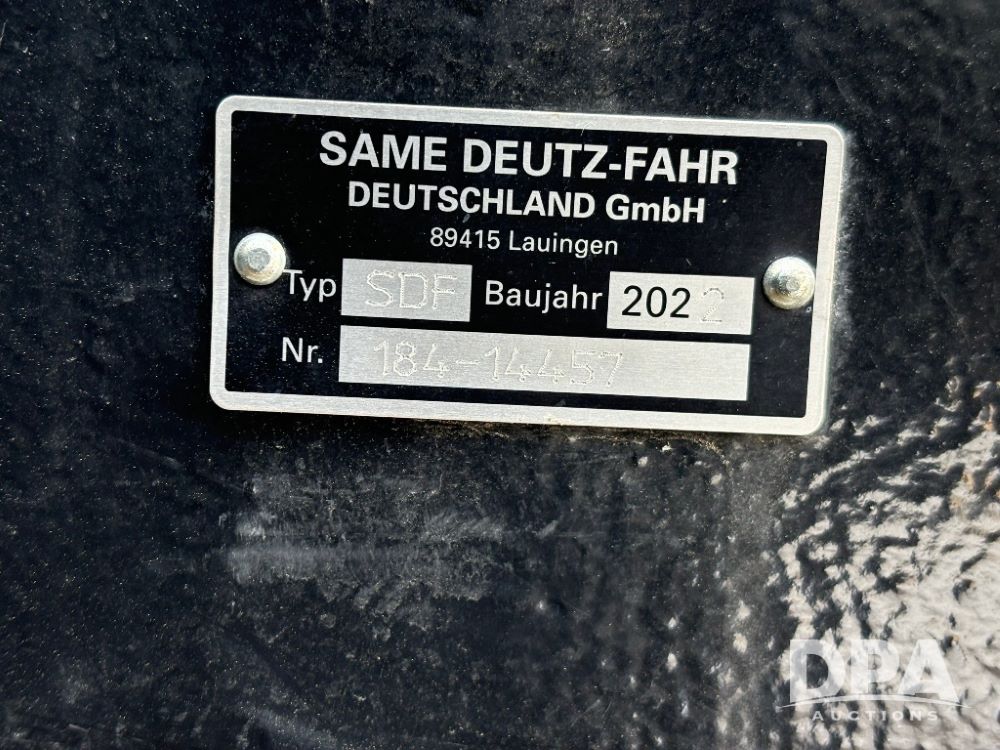 SAME DEUTZ-FAHR
DEUTSCHLAND GmbH
89415 Lauingen
Typ SDF Baujahr 2022
Nr. 184-14457
DPA
AUCTIONS